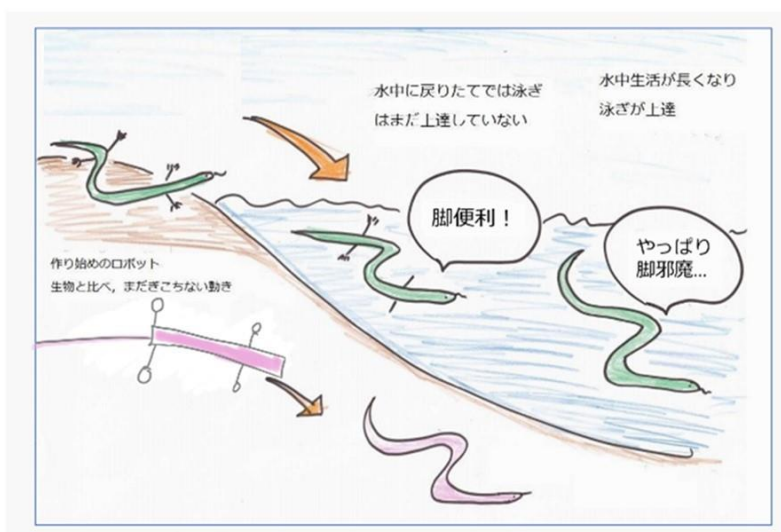 水中に戻りたてでは泳ぎ
はまだ上達していない
水中生活が長くなり
泳ぎが上達
脚便利！
やっぱり
脚邪魔...
作り始めのロボット
生物と比べ，まだぎこちない動き